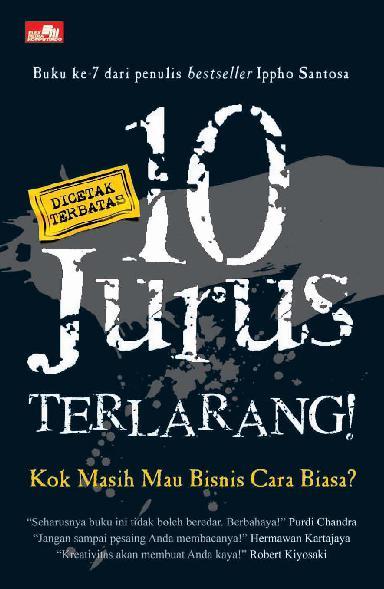 Buku ke-7 dari penulis bestseller Ippho Santosa
10
DICETAK
TERBATAS
Jurus
TERLARANG!
Kok Masih Mau Bisnis Cara Biasa?
“Seharusnya buku ini tidak boleh beredar. Berbahaya!” Purdi Chandra
“Jangan sampai pesaing Anda membacanya!” Hermawan Kartajaya
“Kreativitas akan membuat Anda kaya!” Robert Kiyosaki